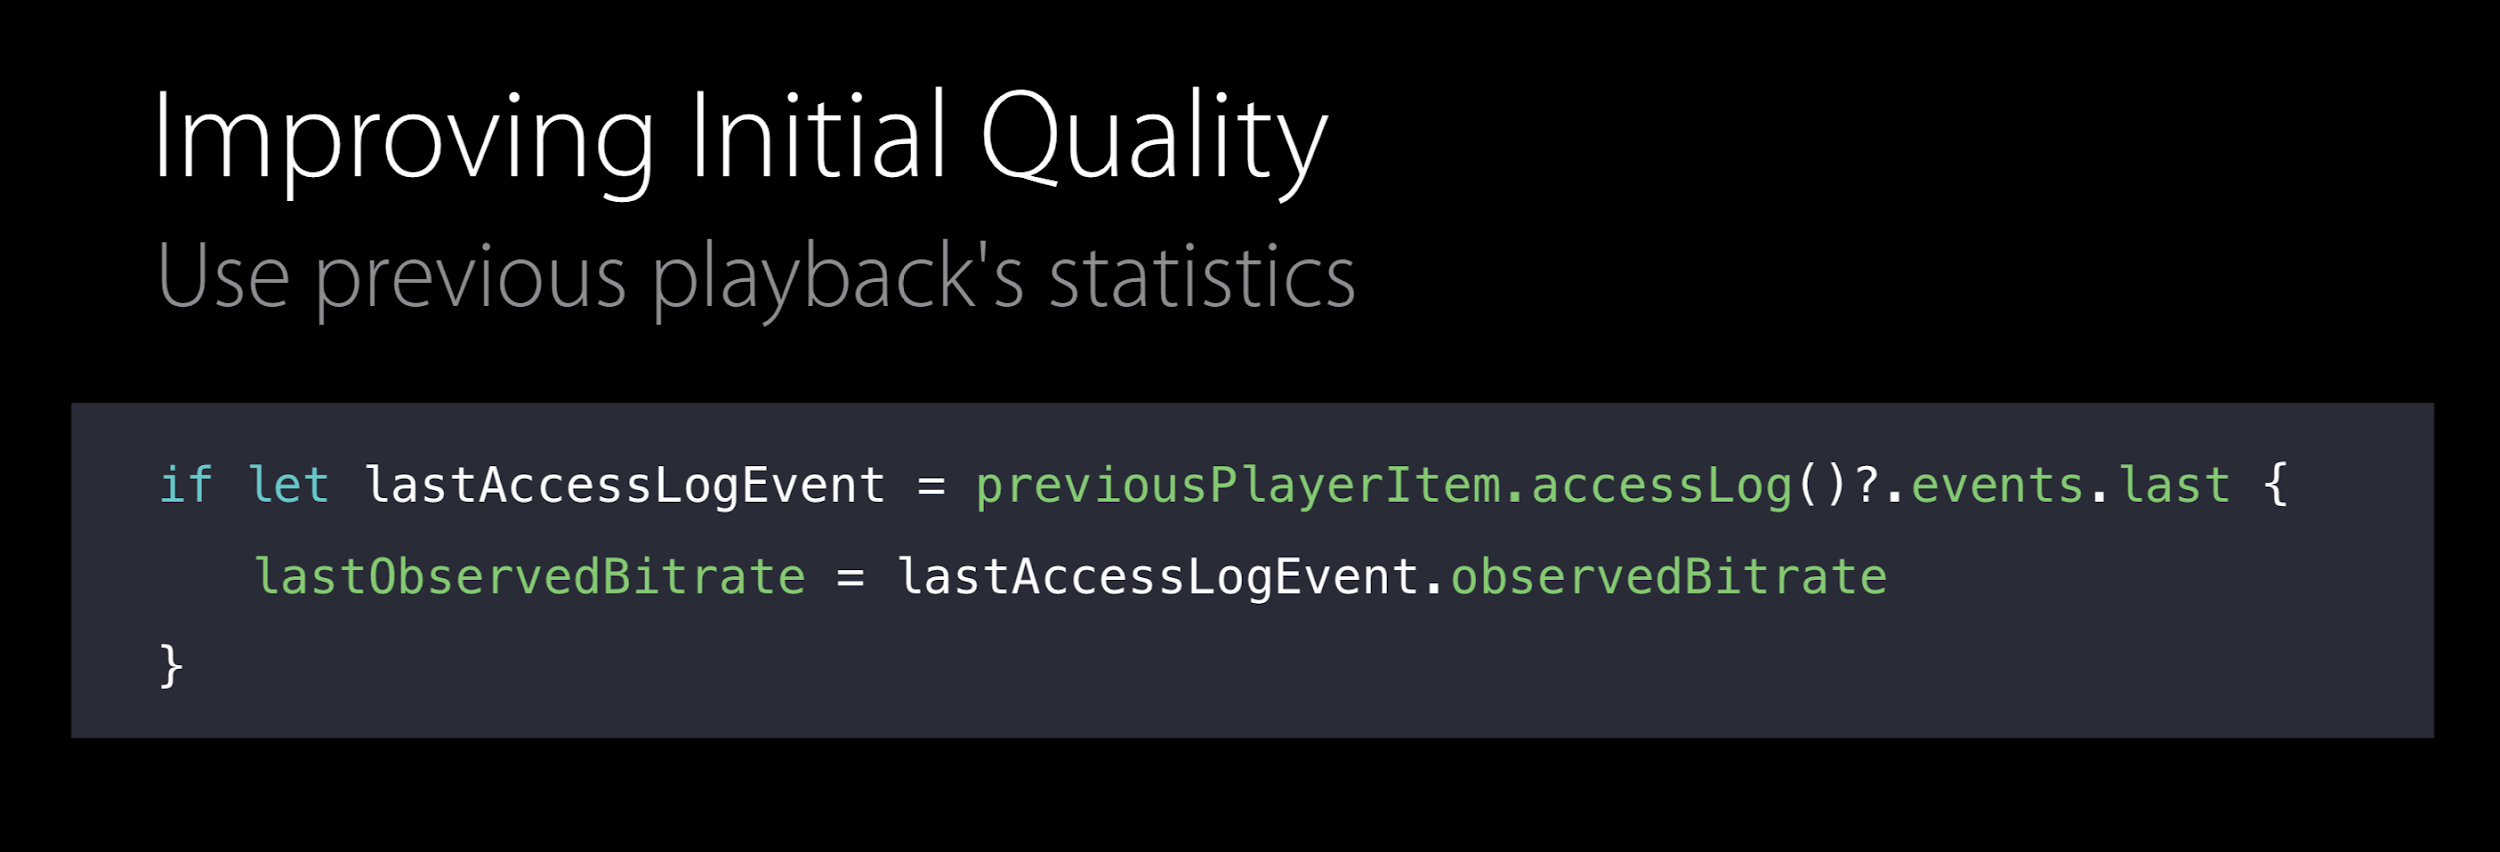 Improving Initial Quality
Use previous playback's statistics
if let lastAccessLogEvent = previousPlayerItem.accessLog()?.events.last {
lastObservedBitrate = lastAccessLogEvent.observedBitrate
}